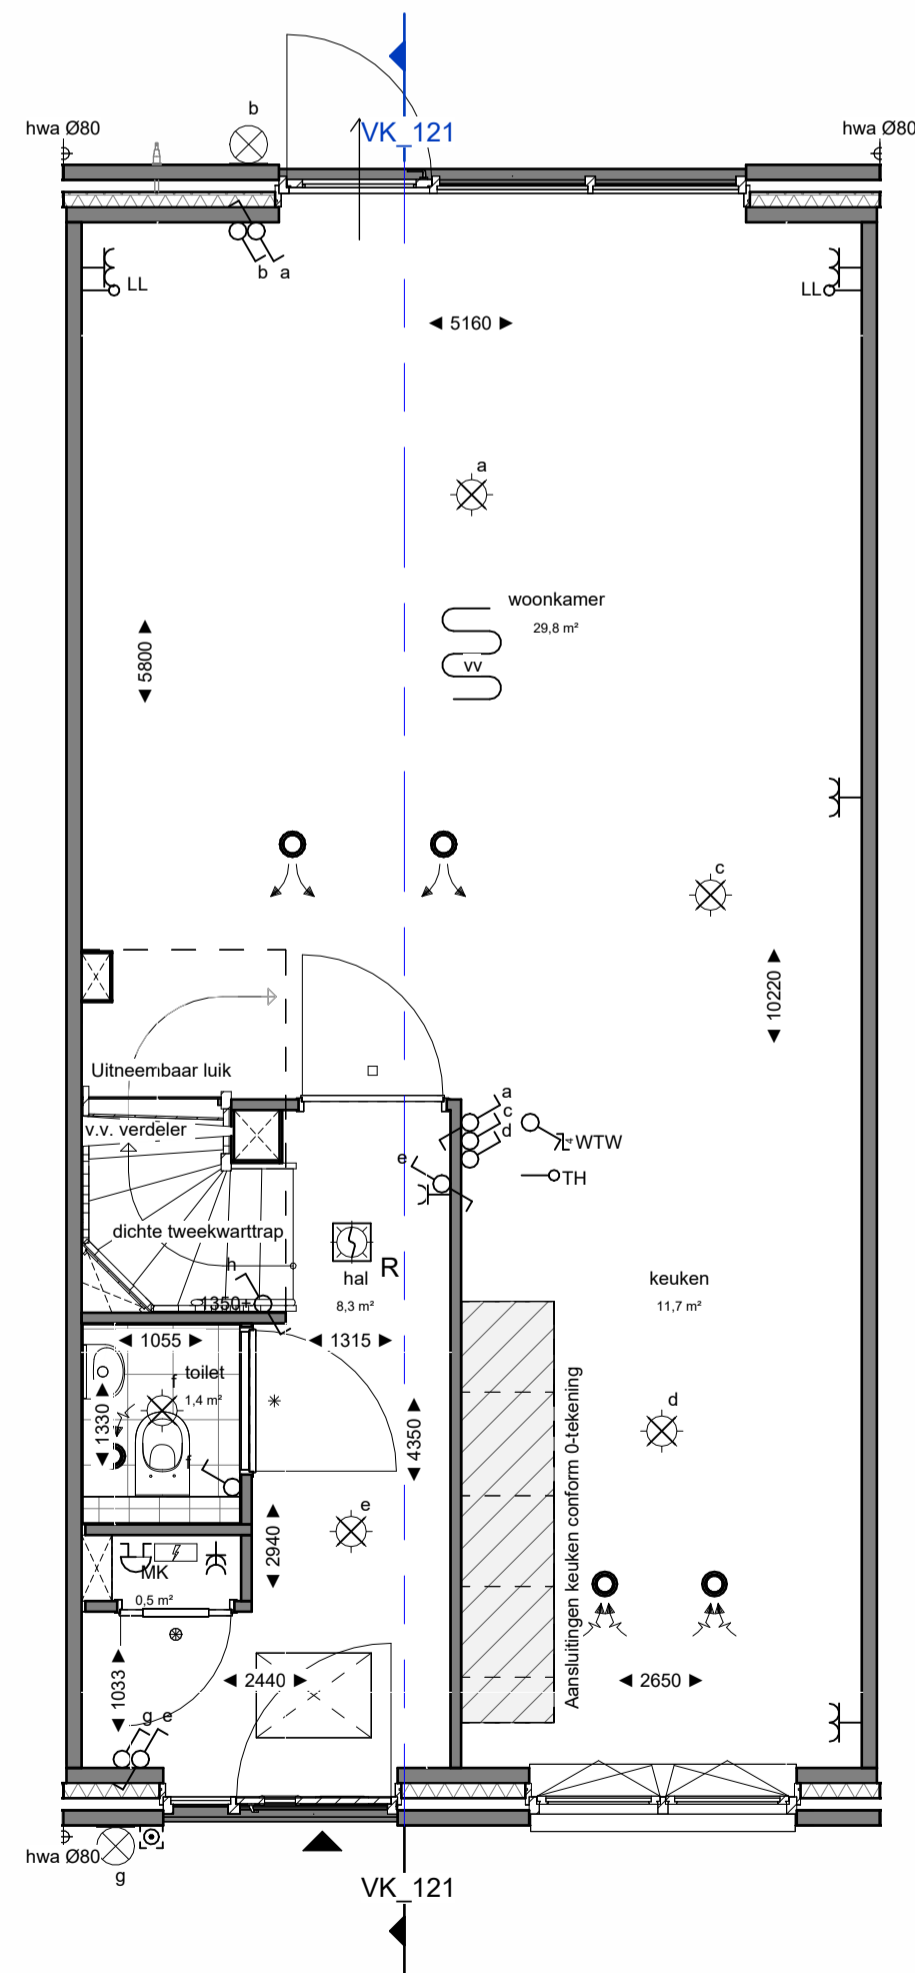 b
VK_121
hwa Ø80
hwa Ø80
b a
LL
LL
5160
a
woonkamer
29,8 m²
5800
vv
c
10220
Uitneembaar luik
v.v. verdeler
a
c
d
WTW
e
TH
dichte tweekwarttrap
h
R
hal
8,3 m²
1350+
keuken
11,7 m²
1055
1315
toilet
f
1,4 m²
1330
4350
Aansluitingen keuken conform 0-tekening
d
f
e
2940
MK
0,5 m²
1033
2440
2650
g e
hwa Ø80
g
VK_121